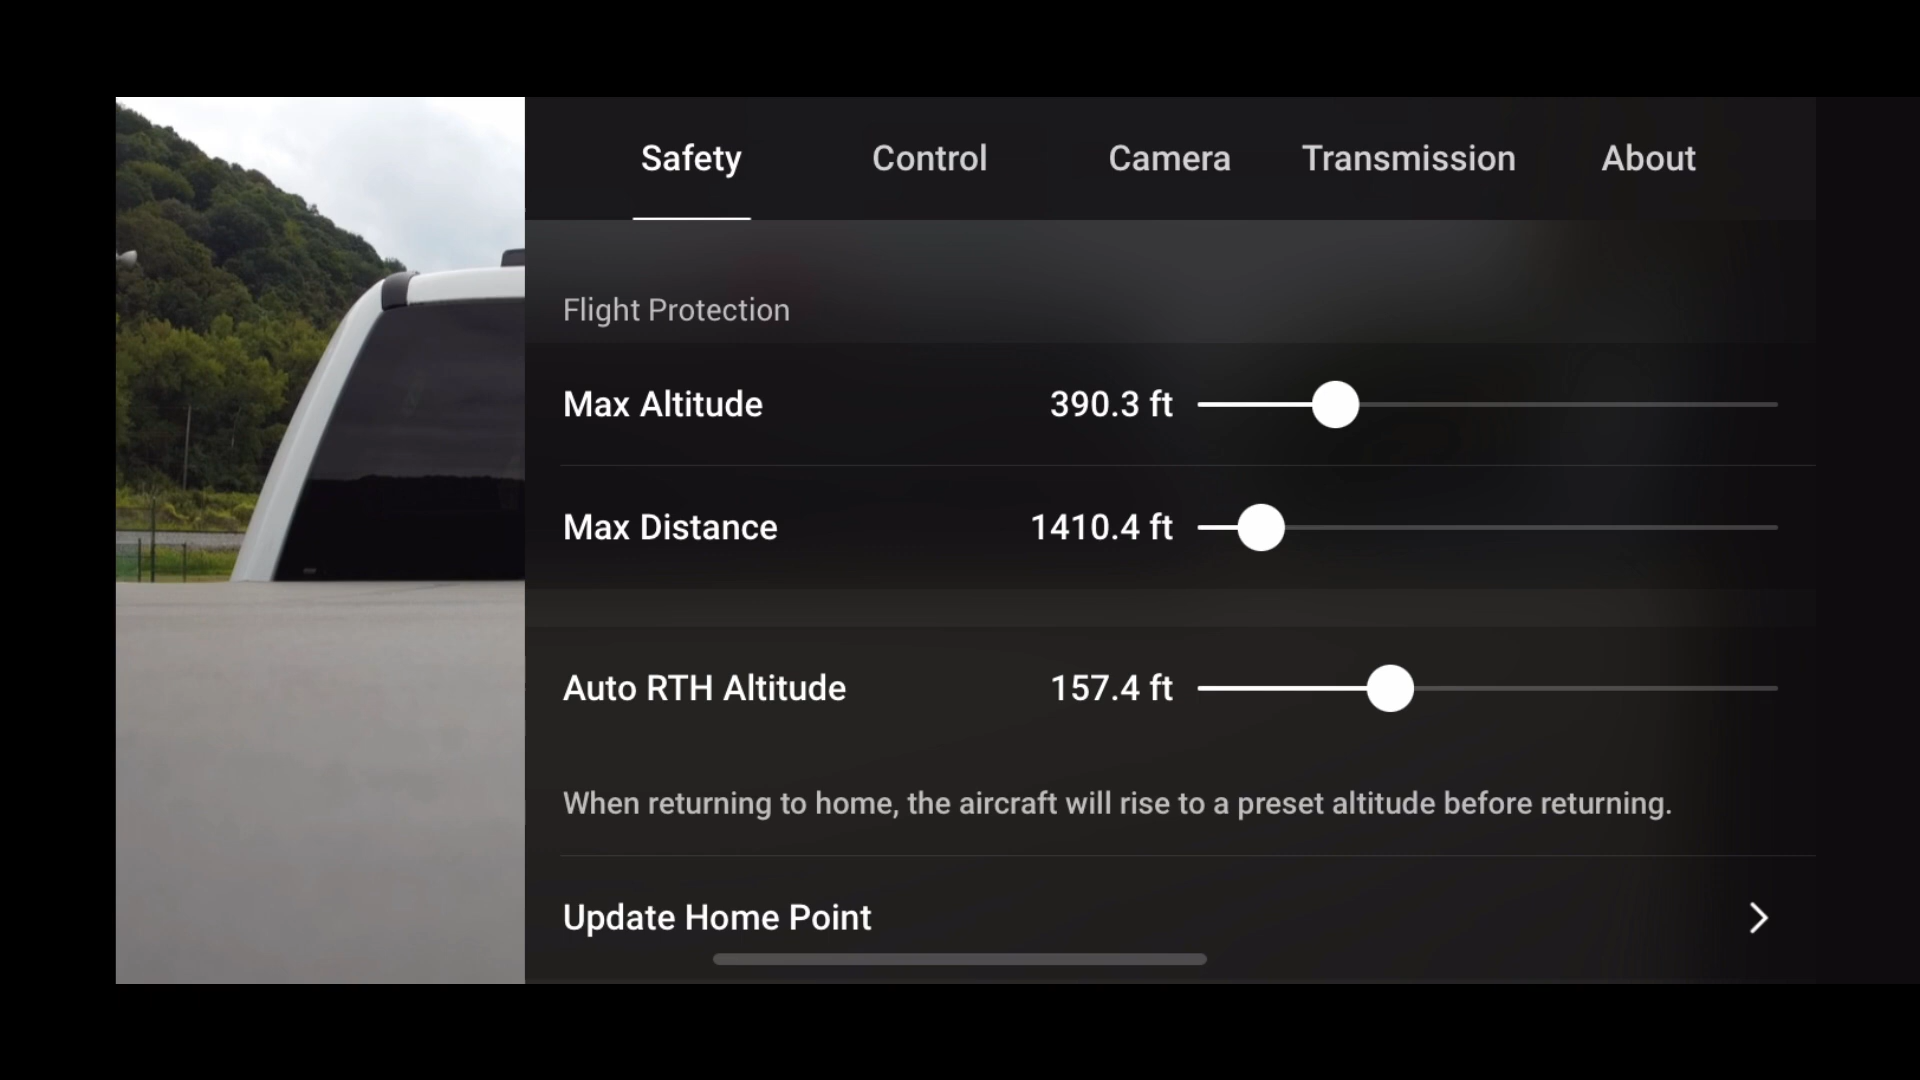 Safety Control Camera Transmission About
Flight Protection
Max Altitude 390.3 ft
Max Distance 1410.4 ft
Auto RTH Altitude 157.4 ft
When returning to home, the aircraft will rise to a preset altitude before returning.
Update Home Point